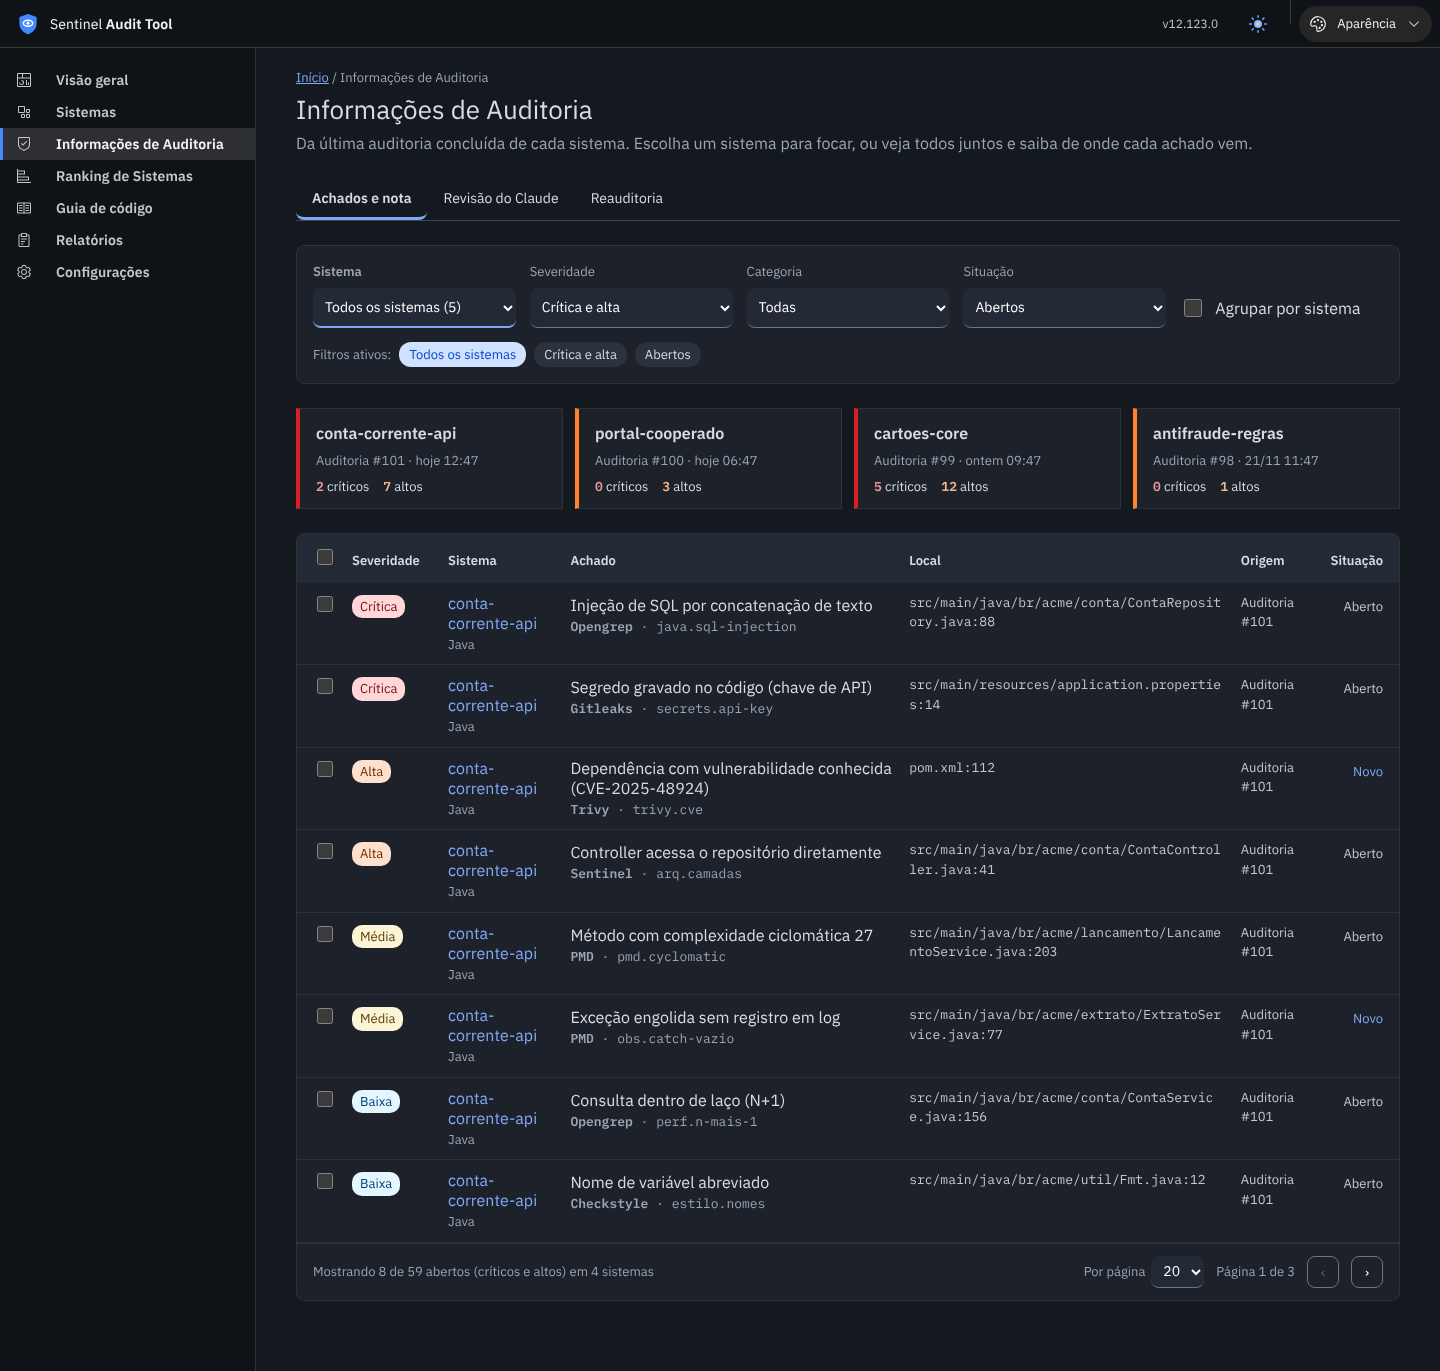 Sentinel Audit Tool
v12.123.0
Aparência
Visão geral
Sistemas
Informações de Auditoria
Ranking de Sistemas
Guia de código
Relatórios
Configurações
Início / Informações de Auditoria
Informações de Auditoria
Da última auditoria concluída de cada sistema. Escolha um sistema para focar, ou veja todos juntos e saiba de onde cada achado vem.
Achados e nota Revisão do Claude Reauditoria
Sistema Severidade Categoria Situação
Todos os sistemas (5) Crítica e alta Todas Abertos Agrupar por sistema
Filtros ativos: Todos os sistemas Crítica e alta Abertos
conta-corrente-api
Auditoria #101 · hoje 12:47
2 críticos 7 altos
portal-cooperado
Auditoria #100 · hoje 06:47
0 críticos 3 altos
cartoes-core
Auditoria #99 · ontem 09:47
5 críticos 12 altos
antifraude-regras
Auditoria #98 · 21/11 11:47
0 críticos 1 altos
Severidade Sistema Achado Local Origem Situação
Crítica
conta-
corrente-api
Java
Injeção de SQL por concatenação de texto
Opengrep · java.sql-injection
src/main/java/br/acme/conta/ContaReposit
ory.java:88
Auditoria
#101
Aberto
Crítica
conta-
corrente-api
Java
Segredo gravado no código (chave de API)
Gitleaks · secrets.api-key
src/main/resources/application.propertie
s:14
Auditoria
#101
Aberto
Alta
conta-
corrente-api
Java
Dependência com vulnerabilidade conhecida
(CVE-2025-48924)
Trivy · trivy.cve
pom.xml:112
Auditoria
#101
Novo
Alta
conta-
corrente-api
Java
Controller acessa o repositório diretamente
Sentinel · arq.camadas
src/main/java/br/acme/conta/ContaControl
ler.java:41
Auditoria
#101
Aberto
Média
conta-
corrente-api
Java
Método com complexidade ciclomática 27
PMD · pmd.cyclomatic
src/main/java/br/acme/lancamento/Lancame
ntoService.java:203
Auditoria
#101
Aberto
Média
conta-
corrente-api
Java
Exceção engolida sem registro em log
PMD · obs.catch-vazio
src/main/java/br/acme/extrato/ExtratoSer
vice.java:77
Auditoria
#101
Novo
Baixa
conta-
corrente-api
Java
Consulta dentro de laço (N+1)
Opengrep · perf.n-mais-1
src/main/java/br/acme/conta/ContaServic
e.java:156
Auditoria
#101
Aberto
Baixa
conta-
corrente-api
Java
Nome de variável abreviado
Checkstyle · estilo.nomes
src/main/java/br/acme/util/Fmt.java:12
Auditoria
#101
Aberto
Mostrando 8 de 59 abertos (críticos e altos) em 4 sistemas
Por página 20 Página 1 de 3 ‹ ›